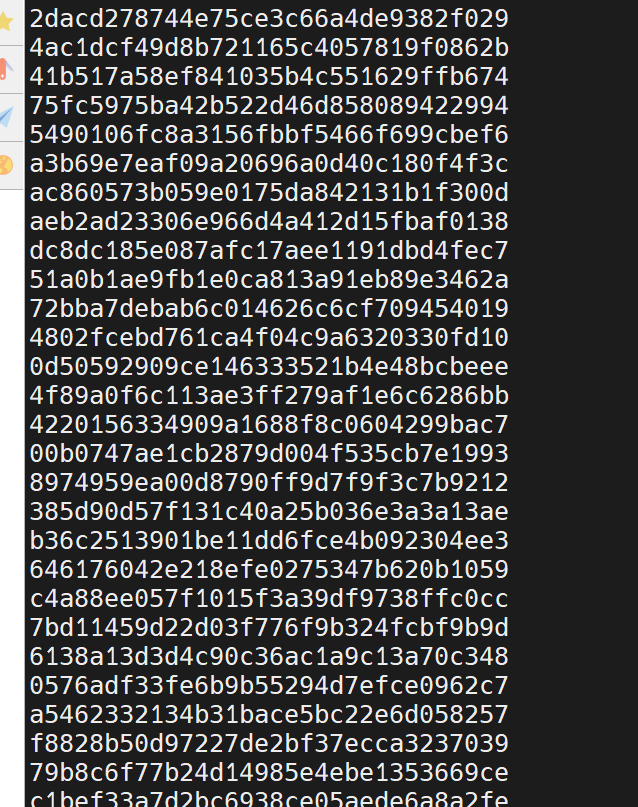 2dacd278744e75ce3c66a4de9382f029
4ac1dcf49d8b721165c4057819f0862b
41b517a58ef841035b4c551629ffb674
75fc5975ba42b522d46d858089422994
5490106fc8a3156fbbf5466f699cbef6
a3b69e7eaf09a20696a0d40c180f4f3c
ac860573b059e0175da842131b1f300d
aeb2ad23306e966d4a412d15fbaf0138
dc8dc185e087afc17aee1191dbd4fec7
51a0b1ae9fb1e0ca813a91eb89e3462a
72bba7debab6c014626c6cf709454019
4802fcebd761ca4f04c9a6320330fd10
0d50592909ce146333521b4e48bcbeee
4f89a0f6c113ae3ff279af1e6c6286bb
4220156334909a1688f8c0604299bac7
00b0747ae1cb2879d004f535cb7e1993
8974959ea00d8790ff9d7f9f3c7b9212
385d90d57f131c40a25b036e3a3a13ae
b36c2513901be11dd6fce4b092304ee3
646176042e218efe0275347b620b1059
c4a88ee057f1015f3a39df9738ffc0cc
7bd11459d22d03f776f9b324fcbf9b9d
6138a13d3d4c90c36ac1a9c13a70c348
0576adf33fe6b9b55294d7efce0962c7
a5462332134b31bace5bc22e6d058257
f8828b50d97227de2bf37ecca3237039
79b8c6f77b24d14985e4ebe1353669ce
c1bef33a7d2bc6938ce05aede6a8a2fe